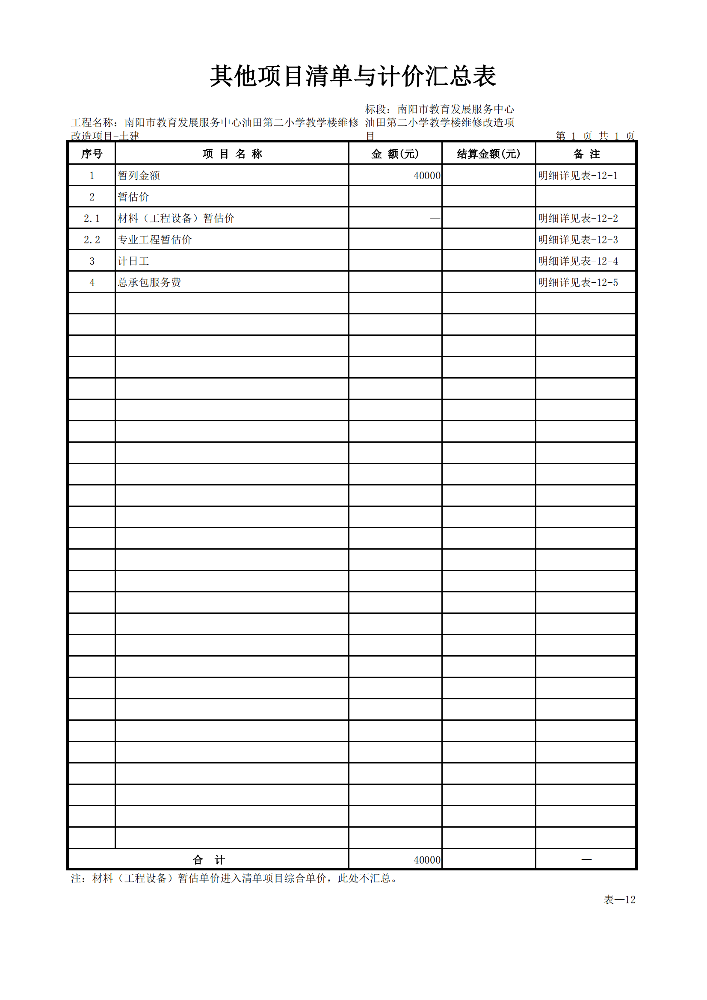 其他项目清单与计价汇总表
标段：南阳市教育发展服务中心
工程名称：南阳市教育发展服务中心油田第二小学教学楼维修 油田第二小学教学楼维修改造项
改造项目-土建 目 第 1 页 共 1 页
序号 项 目 名 称 金 额(元) 结算金额(元) 备 注
1 暂列金额 40000 明细详见表-12-1
2 暂估价
2.1 材料（工程设备）暂估价 — 明细详见表-12-2
2.2 专业工程暂估价 明细详见表-12-3
3 计日工 明细详见表-12-4
4 总承包服务费 明细详见表-12-5
合 计 40000 —
注：材料（工程设备）暂估单价进入清单项目综合单价，此处不汇总。
表—12